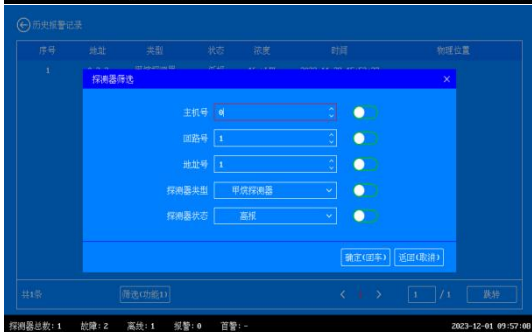 历史报警记录
序号 地址 类型 状态 浓度 时间 物理位置
1
探测器筛选 ×
主机号 0
回路号 1
地址号 1
探测器类型 甲烷探测器
探测器状态 高报
确定(回车) 返回(取消)
共1条 筛选(功能1) < 1 > 1 / 1 跳转
探测器总数: 1 故障: 2 离线: 1 报警: 0 首警: - 2023-12-01 09:57:08